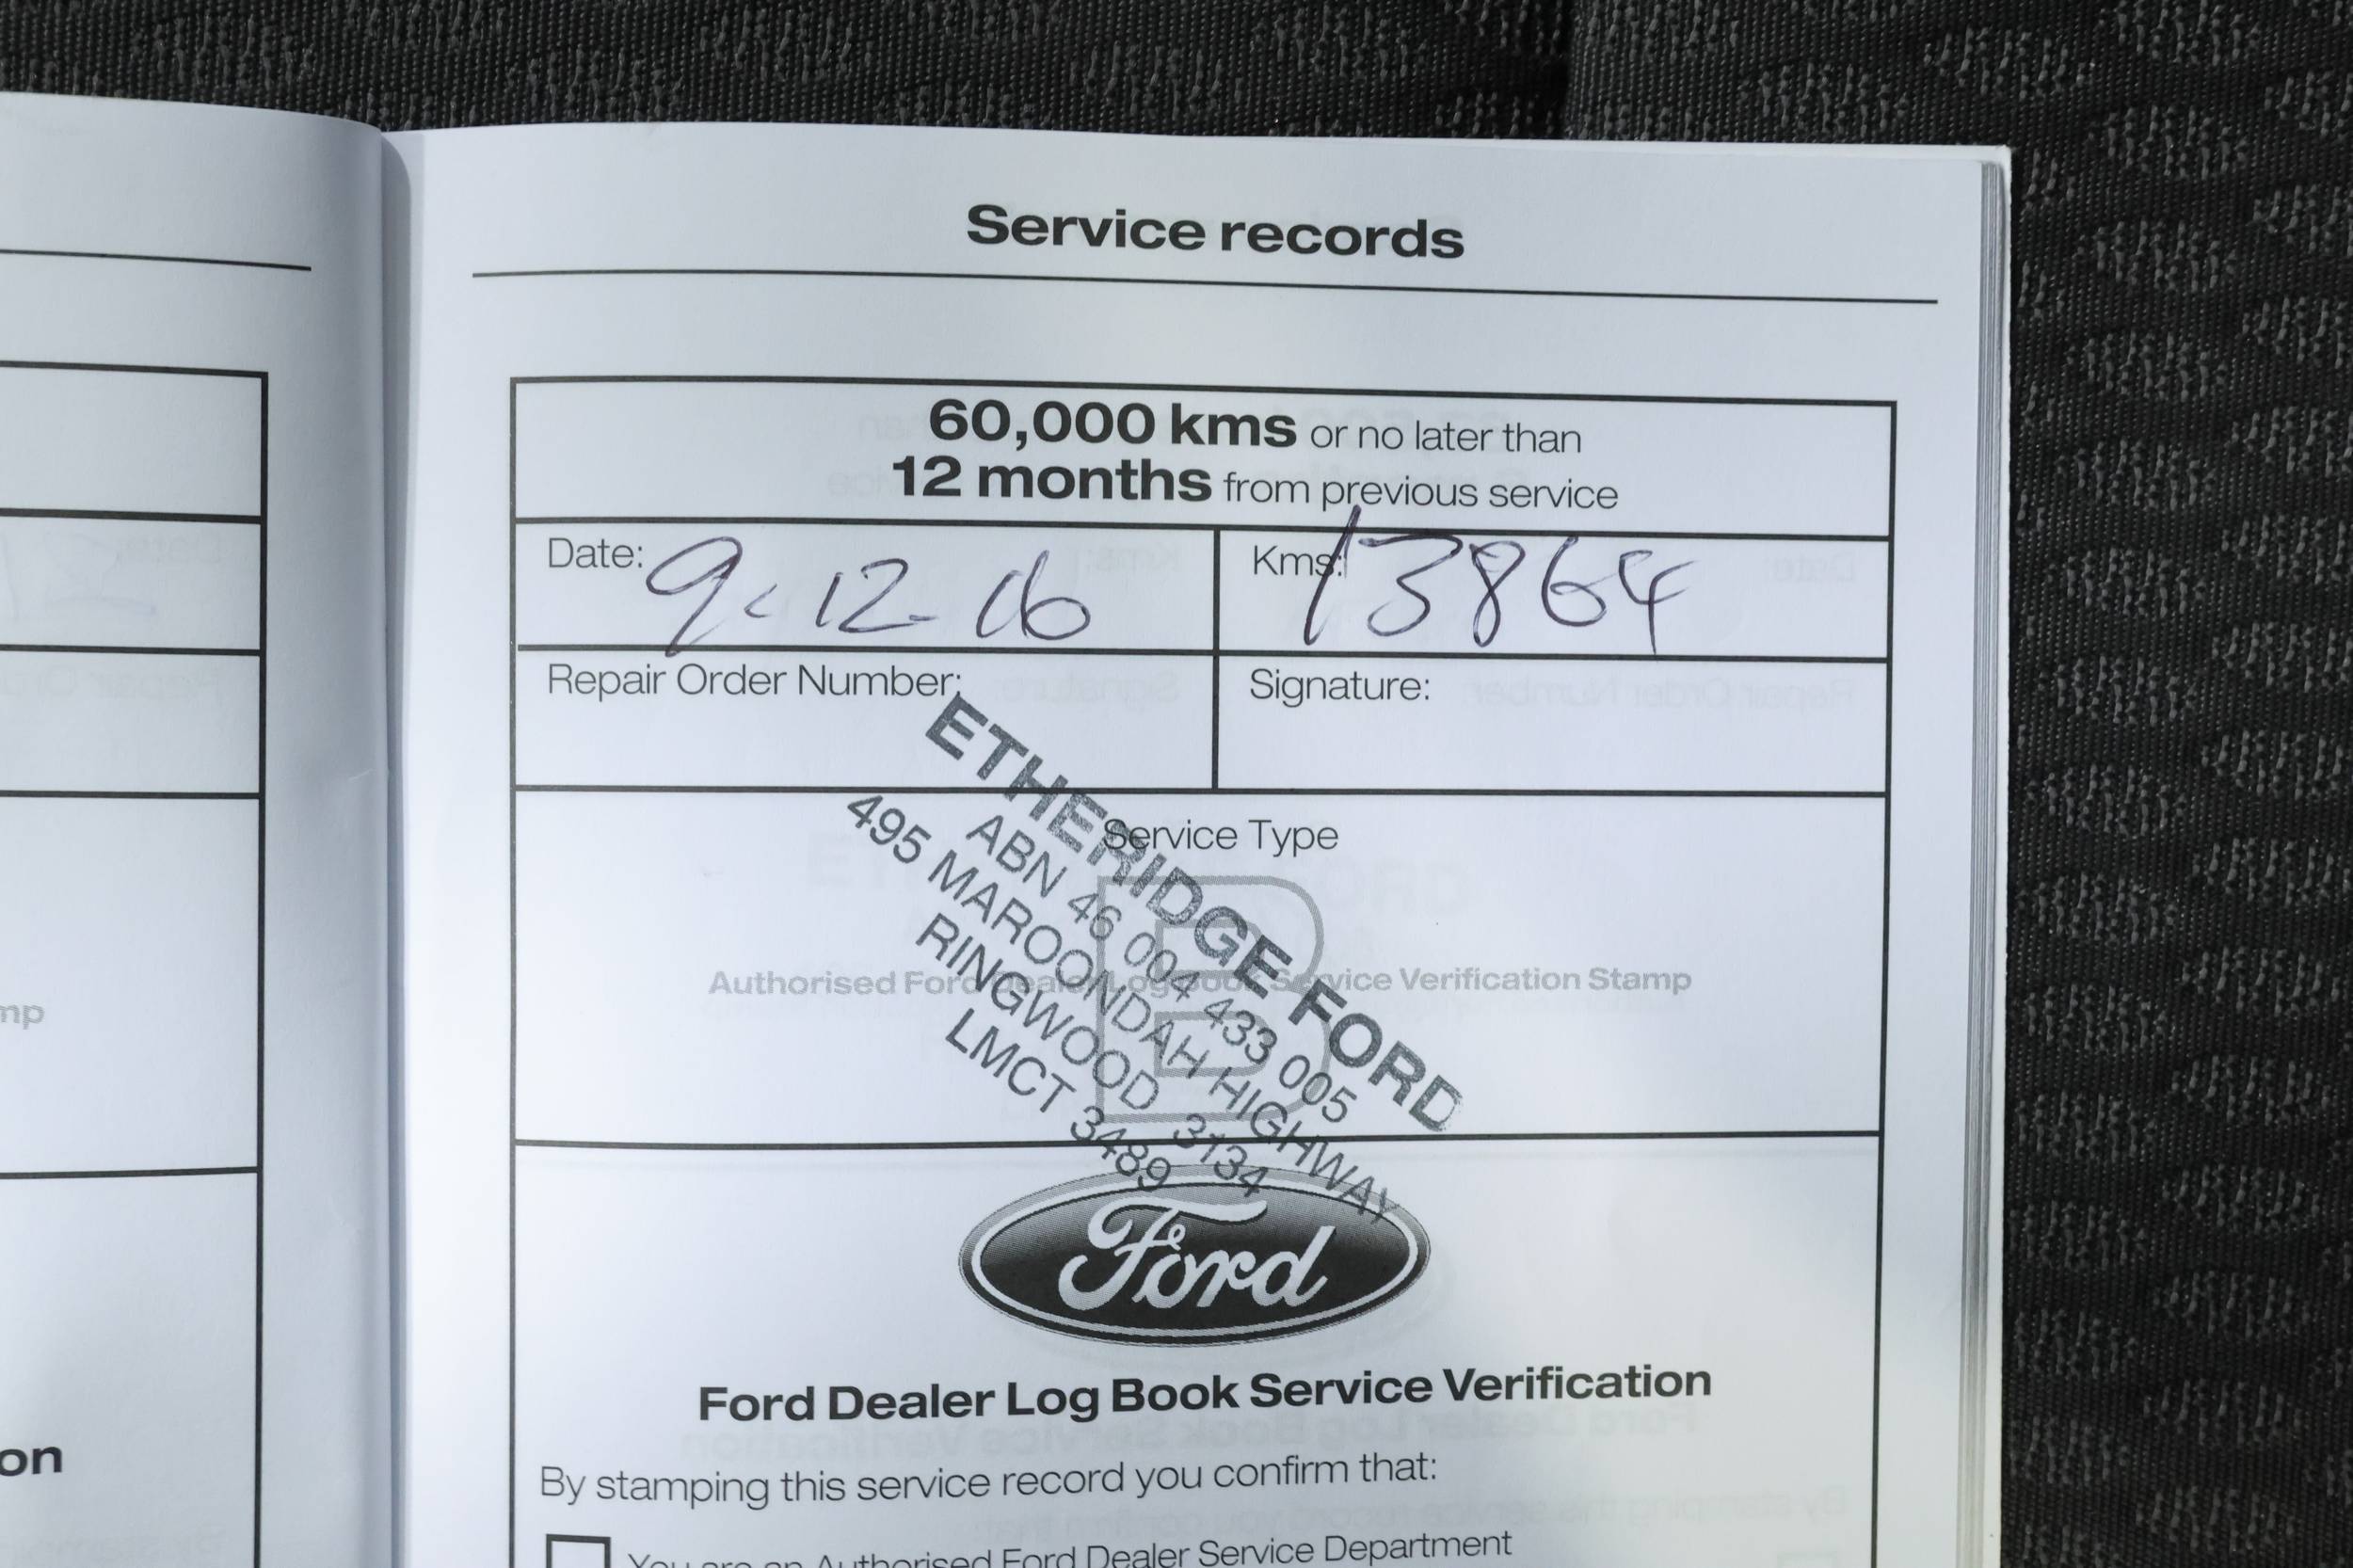 Service records
60,000 kms or no later than
12 months from previous service
Date: 9.12.16
Kms: 13864
Repair Order Number:
Signature:
Service Type
B
Authorised Ford Dealer Log Book Service Verification Stamp
ETHERIDGE FORD
ABN 46 004 433 005
495 MAROONDAH HIGHWAY
RINGWOOD 3134
LMCT 3489
Ford
Ford Dealer Log Book Service Verification
By stamping this service record you confirm that:
You are an Authorised Ford Dealer Service Department
mp
on